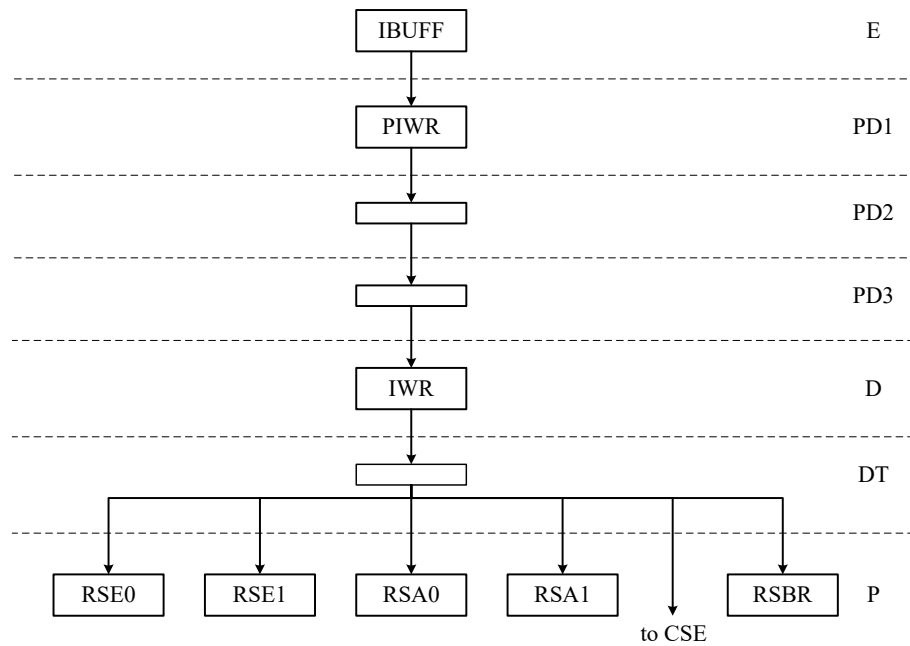 IBUFF E
PIWR PD1
PD2
PD3
IWR D
DT
RSE0 RSE1 RSA0 RSA1 RSBR P
to CSE